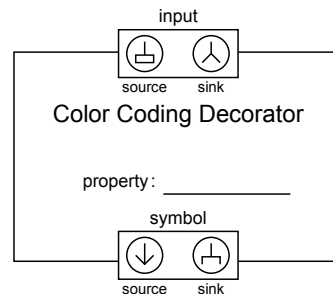 input
source sink
Color Coding Decorator
property:
symbol
source sink